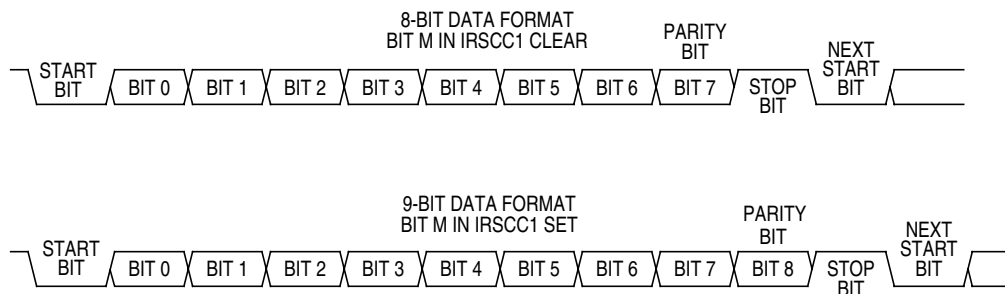 8-BIT DATA FORMAT
BIT M IN IRSCC1 CLEAR
PARITY
BIT
START
BIT
BIT 0
BIT 1
BIT 2
BIT 3
BIT 4
BIT 5
BIT 6
BIT 7
STOP
BIT
NEXT
START
BIT
9-BIT DATA FORMAT
BIT M IN IRSCC1 SET
PARITY
BIT
START
BIT
BIT 0
BIT 1
BIT 2
BIT 3
BIT 4
BIT 5
BIT 6
BIT 7
BIT 8
STOP
BIT
NEXT
START
BIT